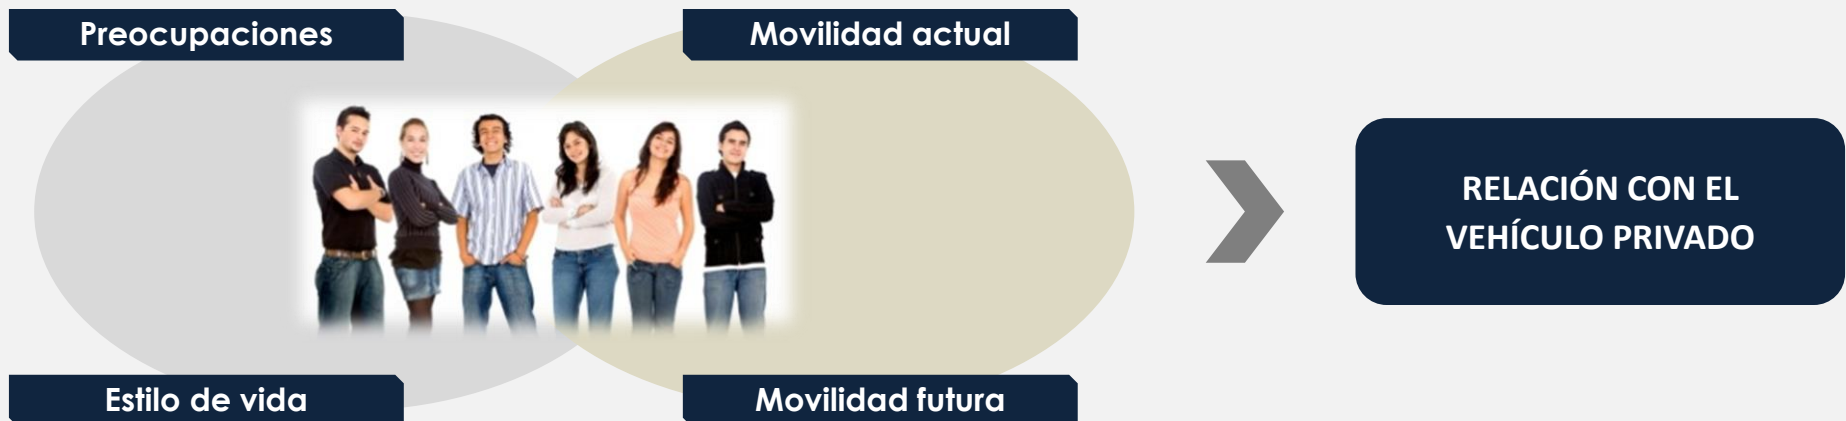 Preocupaciones
Movilidad actual
RELACIÓN CON EL
VEHÍCULO PRIVADO
Estilo de vida
Movilidad futura